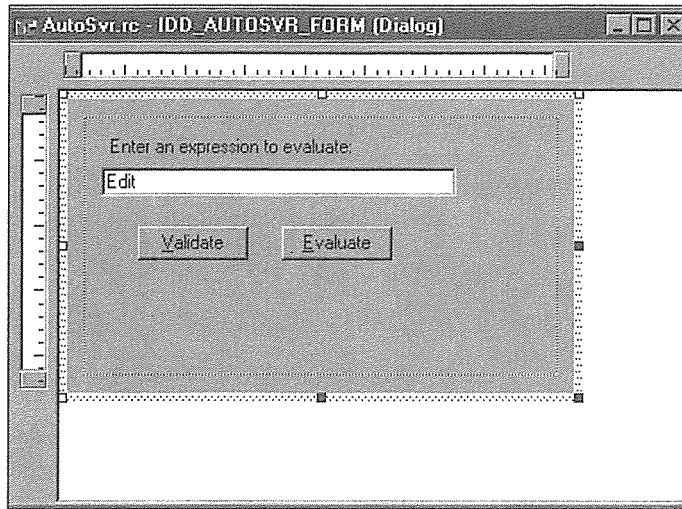 AutoSvr.rc - IDD_AUTOSVR_FORM (Dialog)
Enter an expression to evaluate:
Edit
Validate
Evaluate